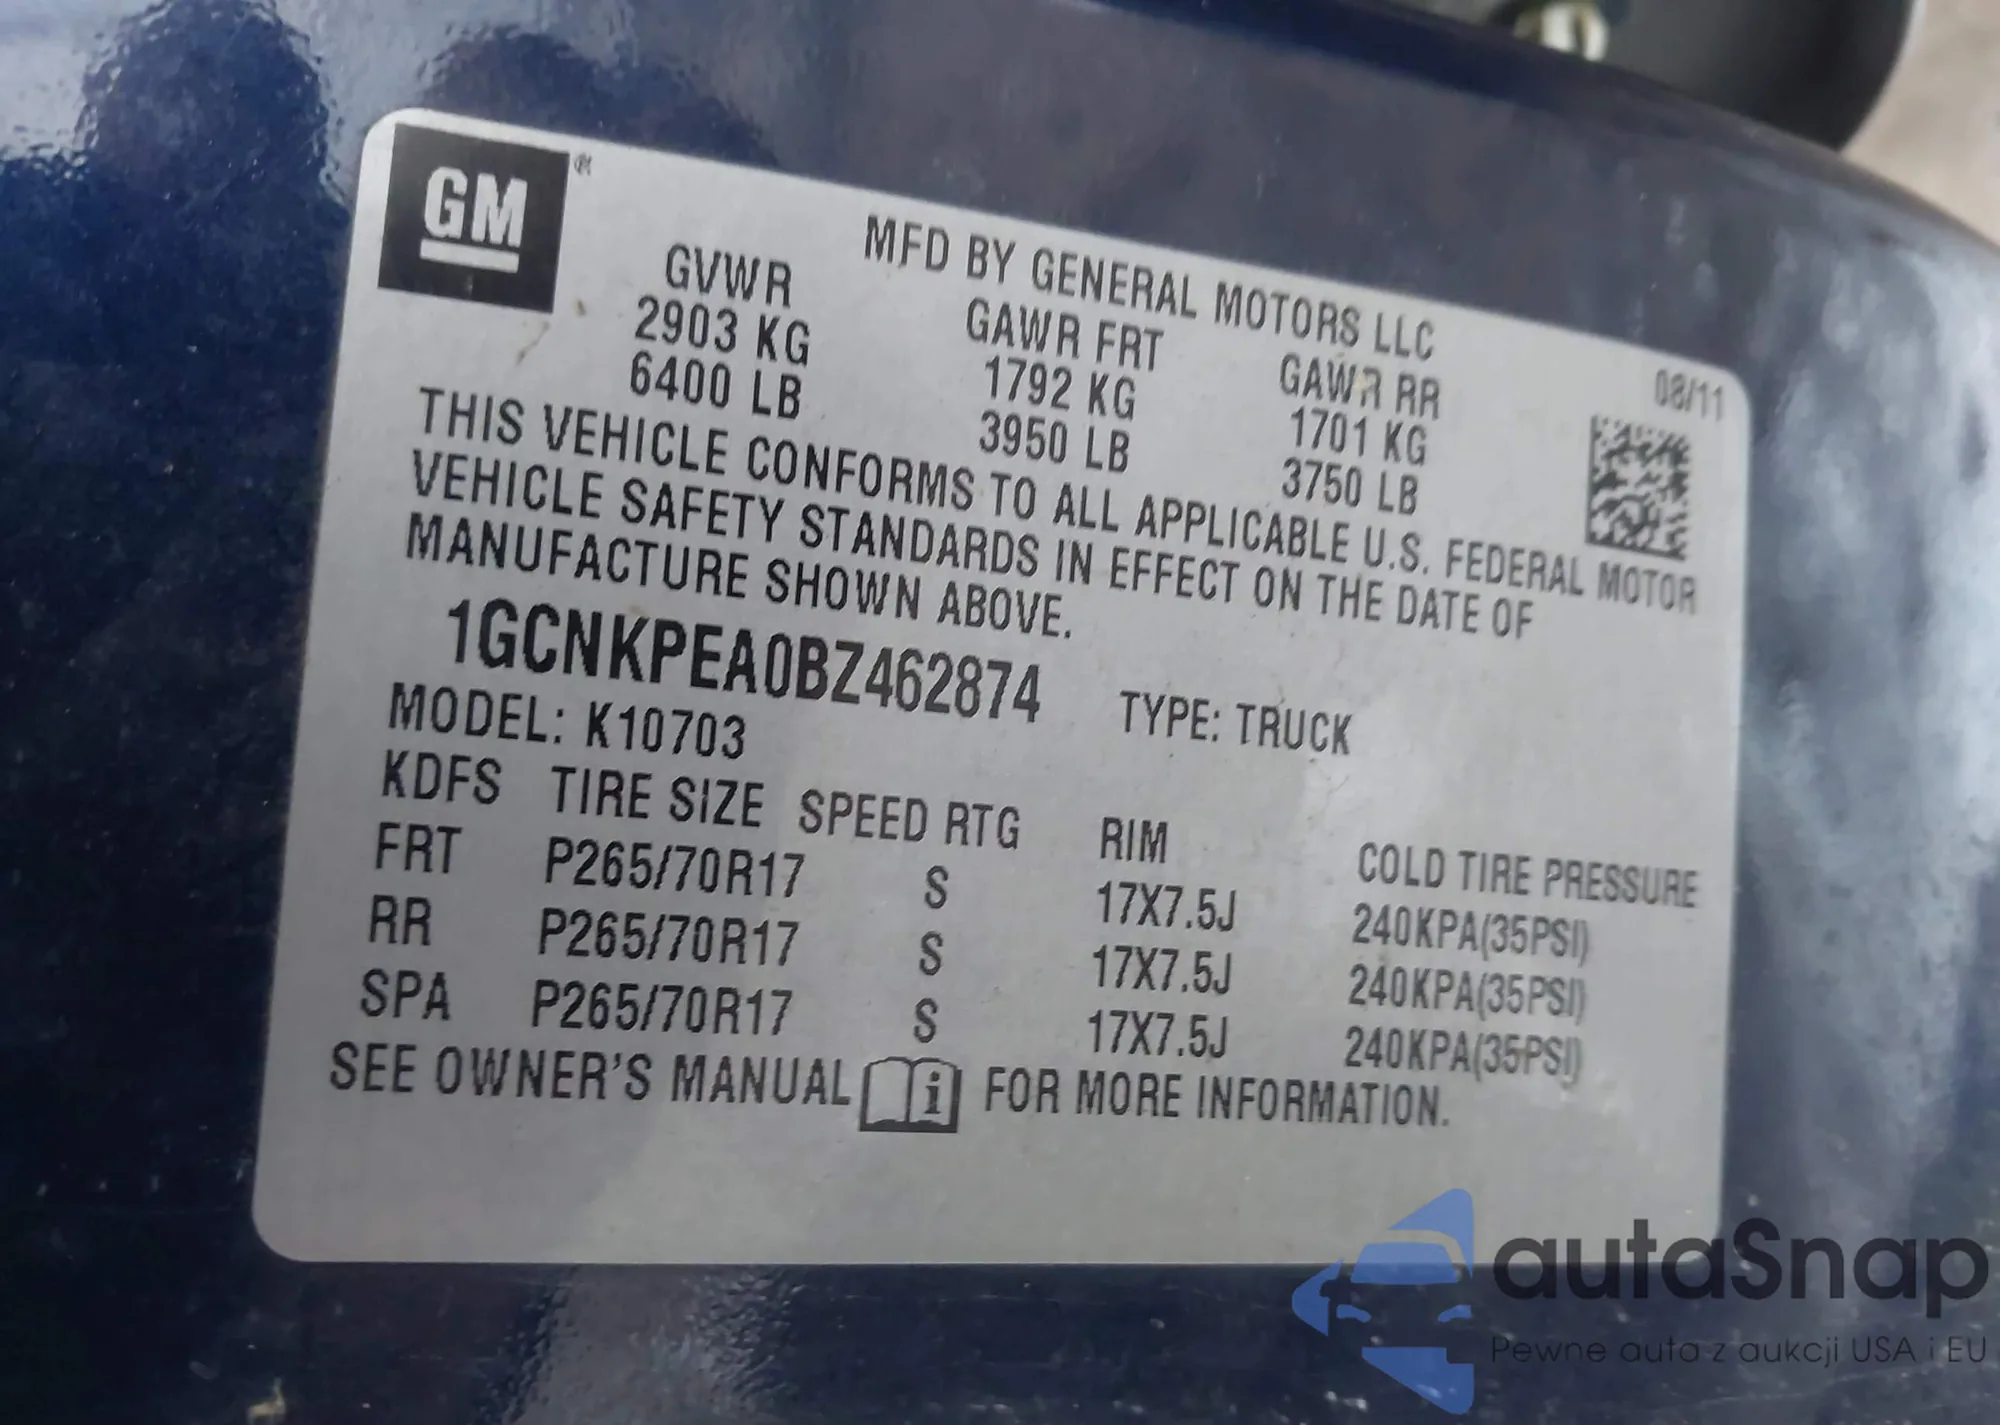 GM ®
MFD BY GENERAL MOTORS LLC
08/11
GVWR GAWR FRT GAWR RR
2903 KG 1792 KG 1701 KG
6400 LB 3950 LB 3750 LB
THIS VEHICLE CONFORMS TO ALL APPLICABLE U.S. FEDERAL MOTOR
VEHICLE SAFETY STANDARDS IN EFFECT ON THE DATE OF
MANUFACTURE SHOWN ABOVE.
1GCNKPEA0BZ462874 TYPE: TRUCK
MODEL: K10703
KDFS TIRE SIZE SPEED RTG RIM COLD TIRE PRESSURE
FRT P265/70R17 S 17X7.5J 240KPA(35PSI)
RR P265/70R17 S 17X7.5J 240KPA(35PSI)
SPA P265/70R17 S 17X7.5J 240KPA(35PSI)
SEE OWNER'S MANUAL i FOR MORE INFORMATION.
autaSnap
Pewne auta z aukcji USA i EU